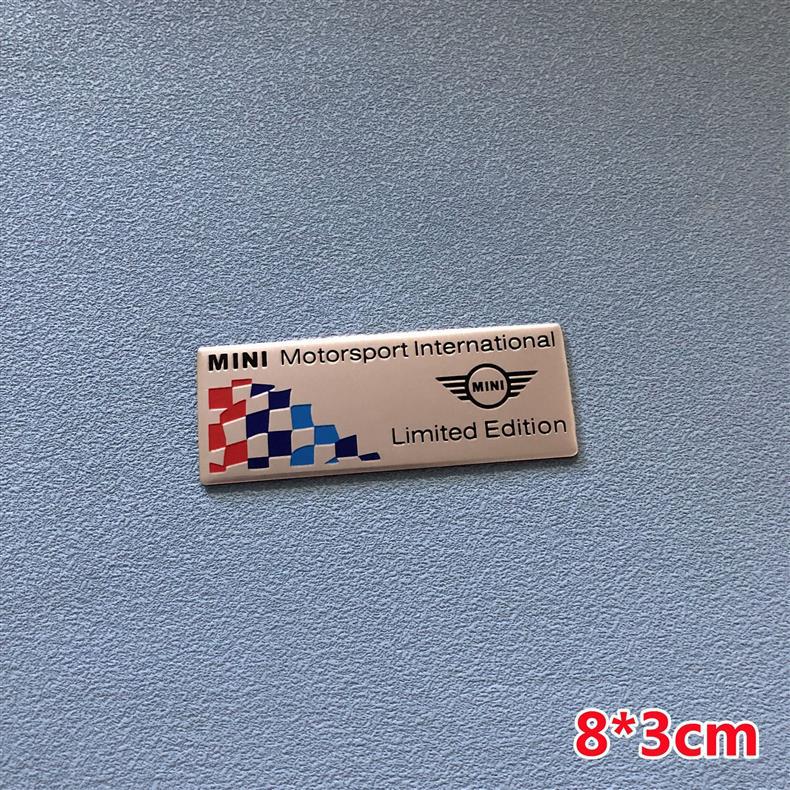 MINI Motorsport International
MINI
Limited Edition
8*3cm